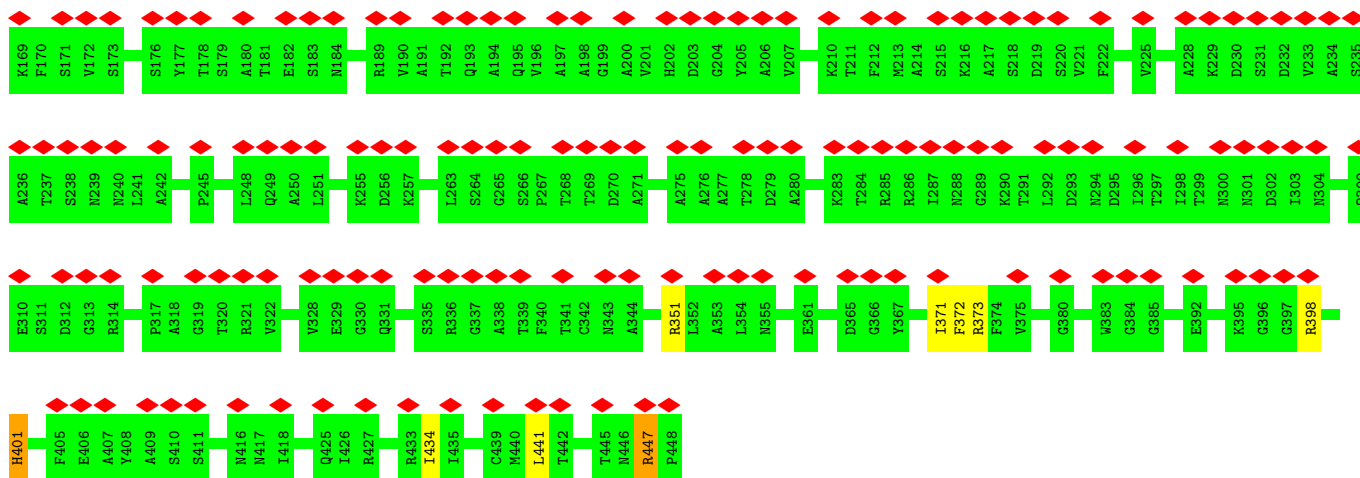 K169 F170 S171 V172 S173 S176 Y177 T178 S179 A180 T181 E182 S183 N184 R189 V190 A191 T192 Q193 A194 Q195 V196 A197 A198 G199 A200 V201 H202 D203 G204 Y205 A206 V207 K210 T211 F212 M213 A214 S215 K216 A217 S218 D219 S220 V221 F222 V225 A228 K229 D230 S231 D232 V233 A234 S235
A236 T237 S238 N239 N240 L241 A242 P245 L248 Q249 A250 L251 K255 D256 K257 L263 S264 G265 S266 P267 T268 T269 D270 A271 A275 A276 A277 T278 D279 A280 K283 T284 R285 R286 I287 N288 G289 K290 T291 L292 D293 N294 D295 I296 T297 I298 T299 N300 N301 D302 I303 N304
E310 S311 D312 G313 R314 P317 A318 G319 T320 R321 V322 V328 E329 G330 Q331 S335 R336 G337 A338 T339 F340 T341 C342 N343 A344 R351 L352 A353 L354 N355 E361 D365 G366 Y367 I371 F372 R373 F374 V375 G380 W383 G384 G385 E392 K395 G396 G397 R398
H401 F405 E406 A407 Y408 A409 S410 S411 N416 N417 I418 Q425 I426 R427 R433 I434 I435 C439 M440 L441 T442 T445 N446 R447 P448